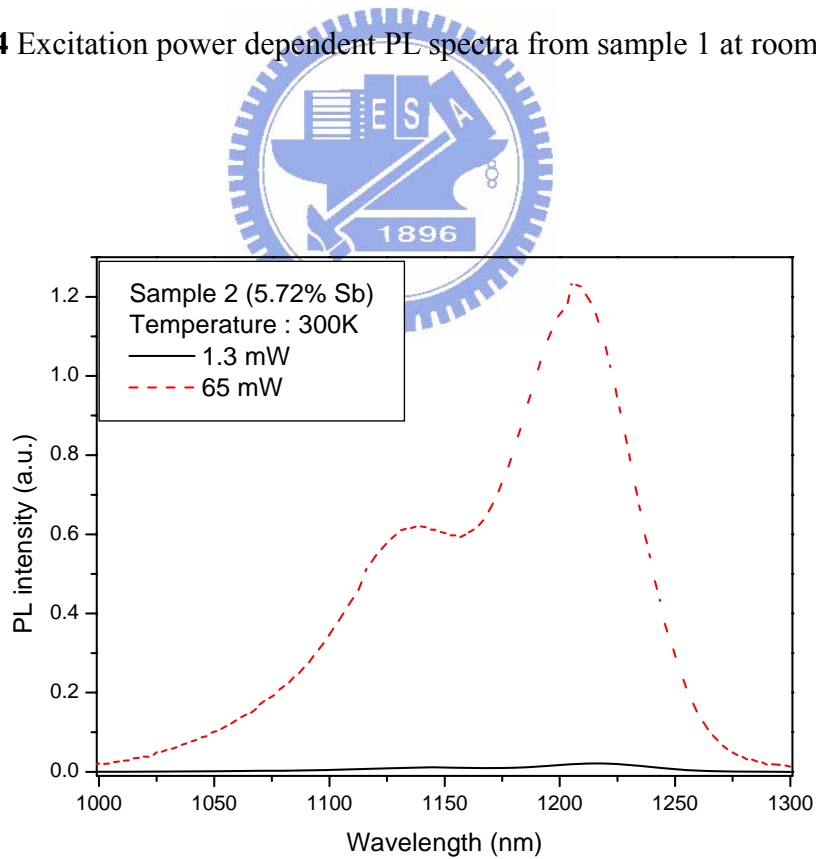 4 Excitation power dependent PL spectra from sample 1 at room
E S A
1896
Sample 2 (5.72% Sb)
Temperature : 300K
1.3 mW
65 mW
PL intensity (a.u.)
1.2
1.0
0.8
0.6
0.4
0.2
0.0
1000 1050 1100 1150 1200 1250 1300
Wavelength (nm)